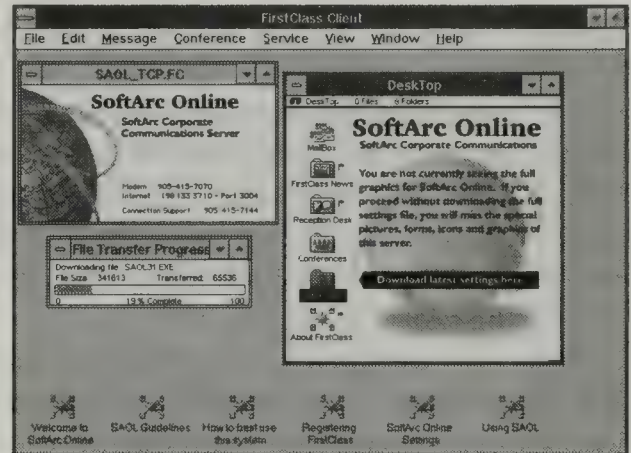 FirstClass Client
File Edit Message Conference Service View Window Help
SAOL_TCP.FC
SoftArc Online
SoftArc Corporate
Communications Server
Modem 905-415-7070
Internet 198 133 3710 - Port 3004
Connection Support 905 415-7144
File Transfer Progress
Downloading file SAOL31 EXE
File Size 341613 Transferred: 65536
0 19 % Complete 100
DeskTop
DeskTop 0 Files 6 Folders
SoftArc Online
SoftArc Corporate Communications
MailBox
FirstClass News
Reception Desk
Conferences
About FirstClass
You are not currently seeing the full
graphics for SoftArc Online. If you
proceed without downloading the full
settings file, you will miss the special
pictures, forms, icons and graphics of
this server.
Download latest settings here
Welcome to
SoftArc Online
SAOL Guidelines
How to best use
this system
Registering
FirstClass
SoftArc Online
Settings
Using SAOL